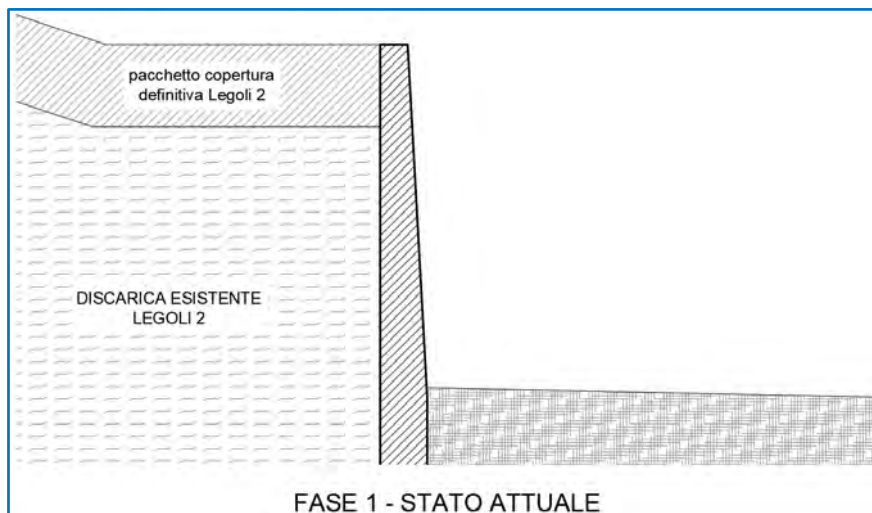 pacchetto copertura
definitiva Legoli 2
DISCARICA ESISTENTE
LEGOLI 2
FASE 1 - STATO ATTUALE